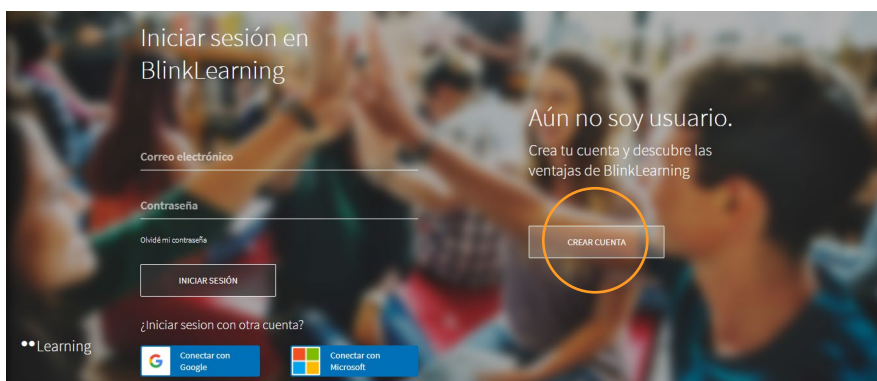 Iniciar sesión en
BlinkLearning
Correo electrónico
Contraseña
Olvidé mi contraseña
INICIAR SESIÓN
¿Iniciar sesion con otra cuenta?
Conectar con
Google
Conectar con
Microsoft
Learning
Aún no soy usuario.
Crea tu cuenta y descubre las
ventajas de BlinkLearning
CREAR CUENTA